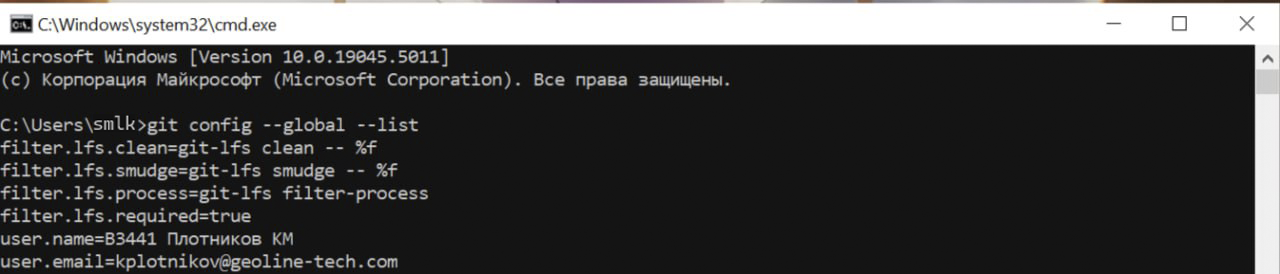 C:\Windows\system32\cmd.exe
Microsoft Windows [Version 10.0.19045.5011]
(c) Корпорация Майкрософт (Microsoft Corporation). Все права защищены.
C:\Users\smlk>git config --global --list
filter.lfs.clean=git-lfs clean -- %f
filter.lfs.smudge=git-lfs smudge -- %f
filter.lfs.process=git-lfs filter-process
filter.lfs.required=true
user.name=B3441 Плотников КМ
user.email=kplotnikov@geoline-tech.com